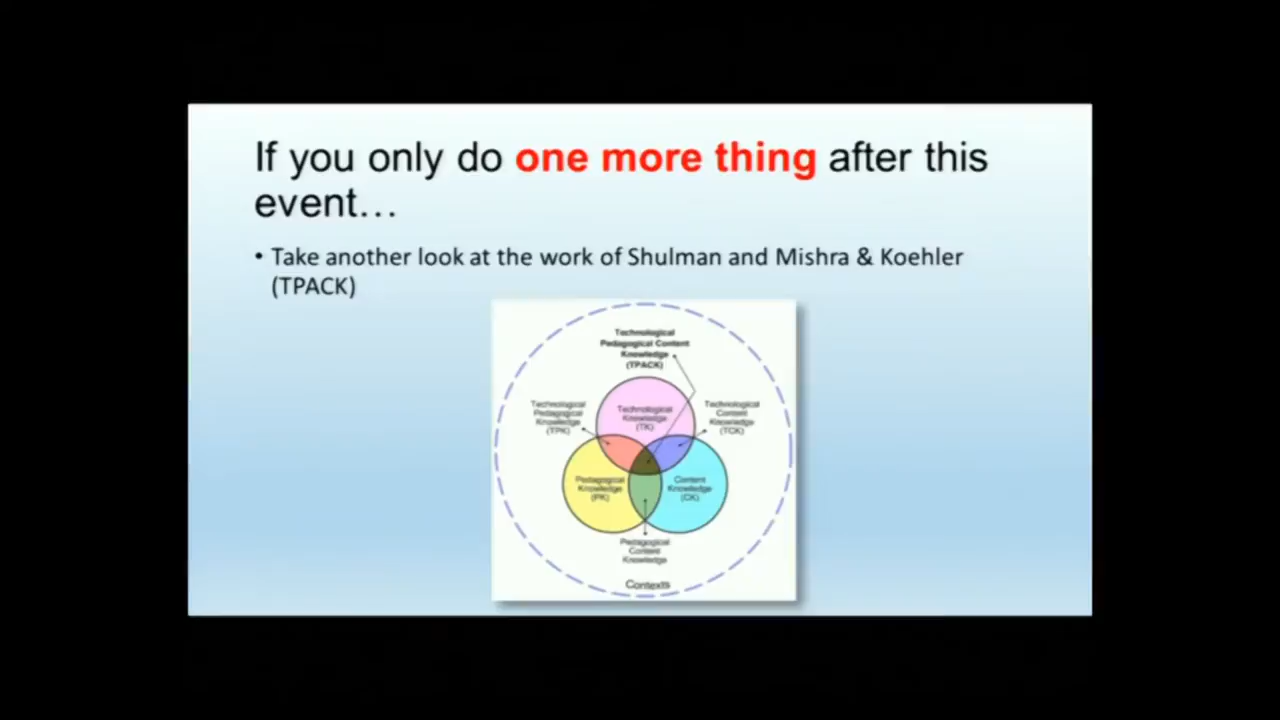 If you only do one more thing after this
event…
• Take another look at the work of Shulman and Mishra & Koehler
(TPACK)
Technological
Pedagogical Content
Knowledge
(TPACK)
Technological
Pedagogical
Knowledge
(TPK)
Technological
Knowledge
(TK)
Technological
Content
Knowledge
(TCK)
Pedagogical
Knowledge
(PK)
Content
Knowledge
(CK)
Pedagogical
Content
Knowledge
Contexts